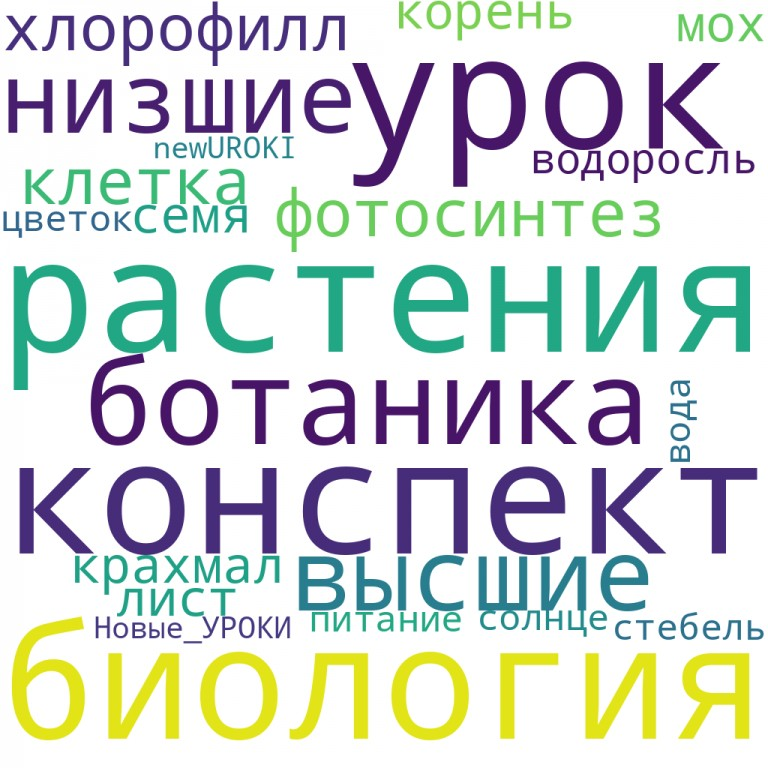 хлорофилл
корень
мох
низшие
урок
newUROKI
водоросль
клетка
цветок
семя
фотосинтез
растения
ботаника
вода
конспект
крахмал
высшие
лист
Новые_УРОКИ
питание
солнце
стебель
биология